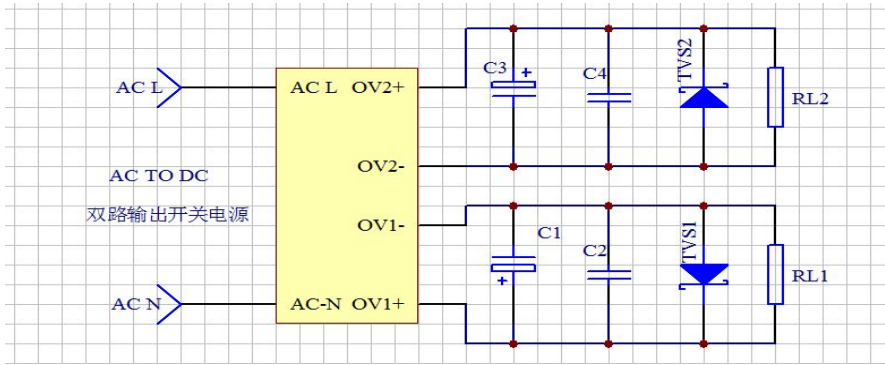 C3
+
C4
TVS2
RL2
AC L
AC L OV2+
OV2-
AC TO DC
双路输出开关电源
OV1-
C1
+
C2
TVS1
RL1
AC N
AC-N OV1+